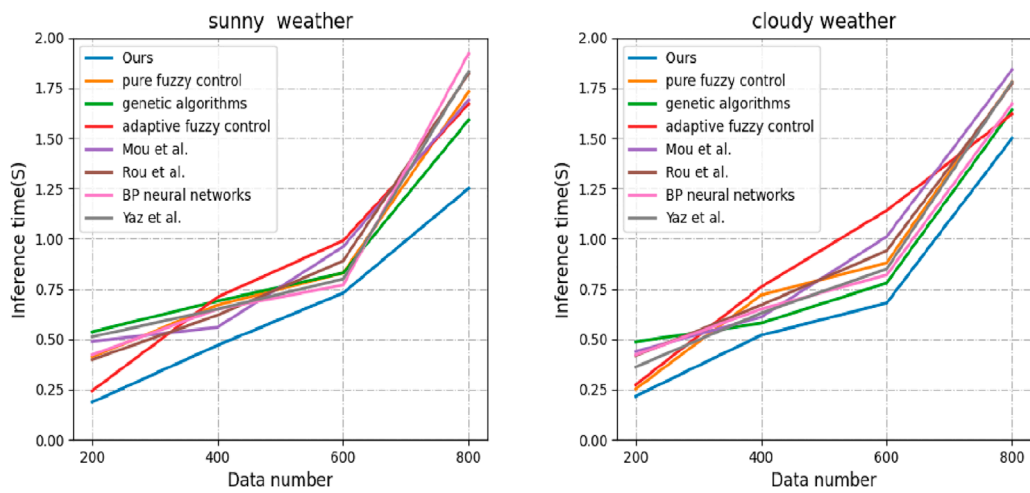 sunny weather
2.00
1.75
1.50
1.25
1.00
0.75
0.50
0.25
0.00
Inference time(S)
Ours
pure fuzzy control
genetic algorithms
adaptive fuzzy control
Mou et al.
Rou et al.
BP neural networks
Yaz et al.
200 400 600 800
Data number
cloudy weather
2.00
1.75
1.50
1.25
1.00
0.75
0.50
0.25
0.00
Inference time(S)
Ours
pure fuzzy control
genetic algorithms
adaptive fuzzy control
Mou et al.
Rou et al.
BP neural networks
Yaz et al.
200 400 600 800
Data number